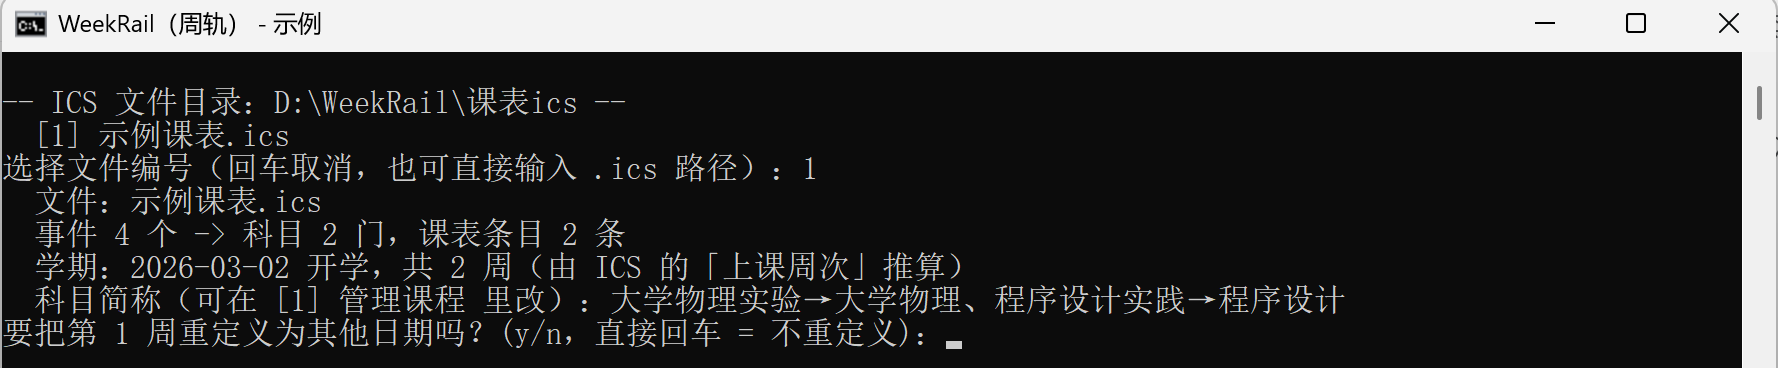 WeekRail（周轨） - 示例
-- ICS 文件目录：D:\WeekRail\课表ics --
[1] 示例课表.ics
选择文件编号（回车取消，也可直接输入 .ics 路径）：1
文件：示例课表.ics
事件 4 个 -> 科目 2 门，课表条目 2 条
学期：2026-03-02 开学，共 2 周（由 ICS 的「上课周次」推算）
科目简称（可在 [1] 管理课程 里改）：大学物理实验→大学物理、程序设计实践→程序设计
要把第 1 周重定义为其他日期吗？(y/n，直接回车 = 不重定义)：